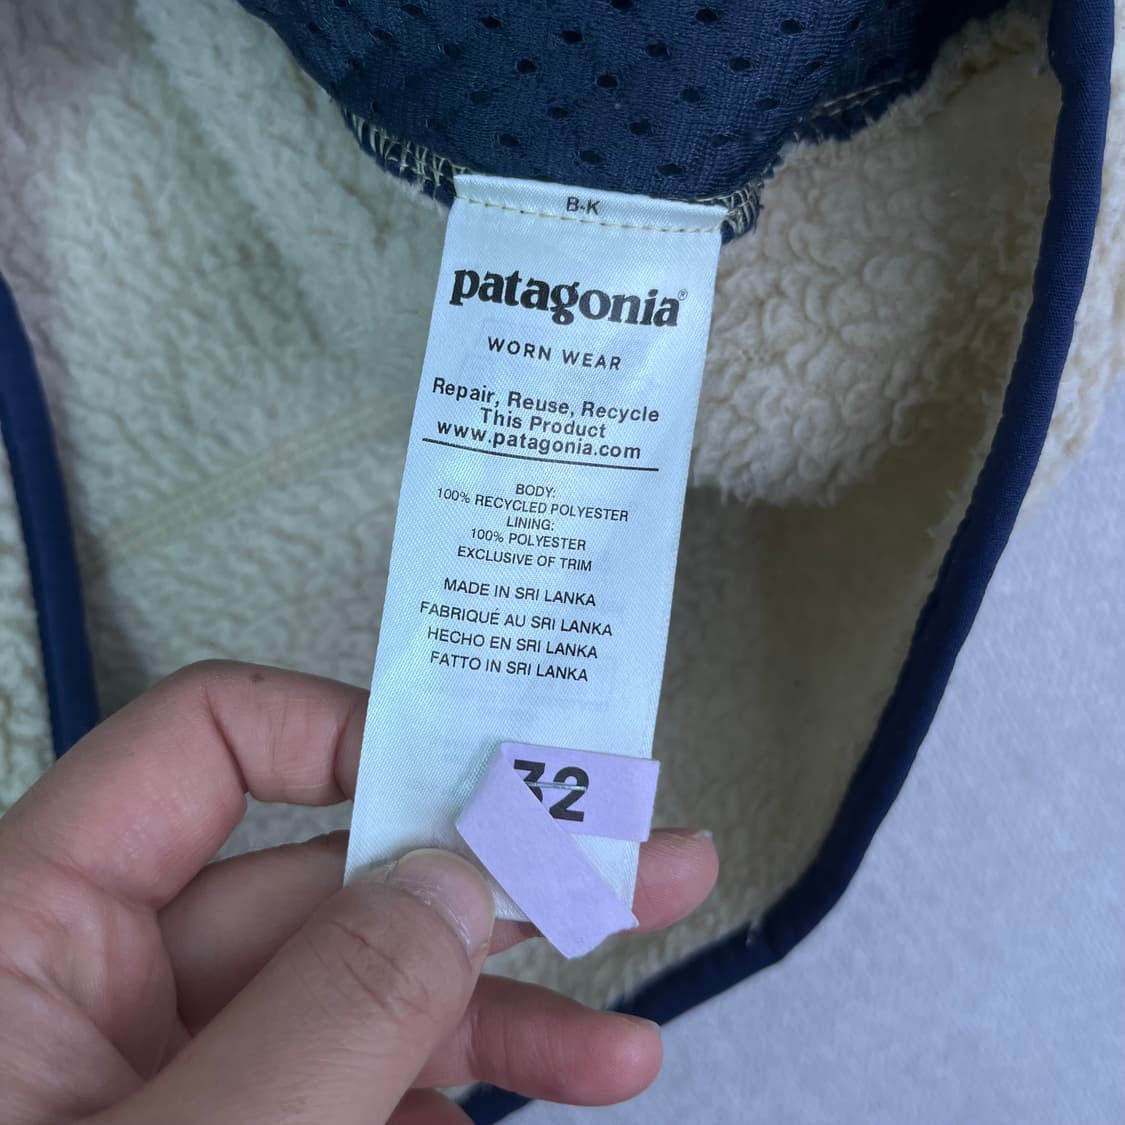 B-K
patagonia®
WORN WEAR
Repair, Reuse, Recycle
This Product
www.patagonia.com
BODY:
100% RECYCLED POLYESTER
LINING:
100% POLYESTER
EXCLUSIVE OF TRIM
MADE IN SRI LANKA
FABRIQUÉ AU SRI LANKA
HECHO EN SRI LANKA
FATTO IN SRI LANKA
32